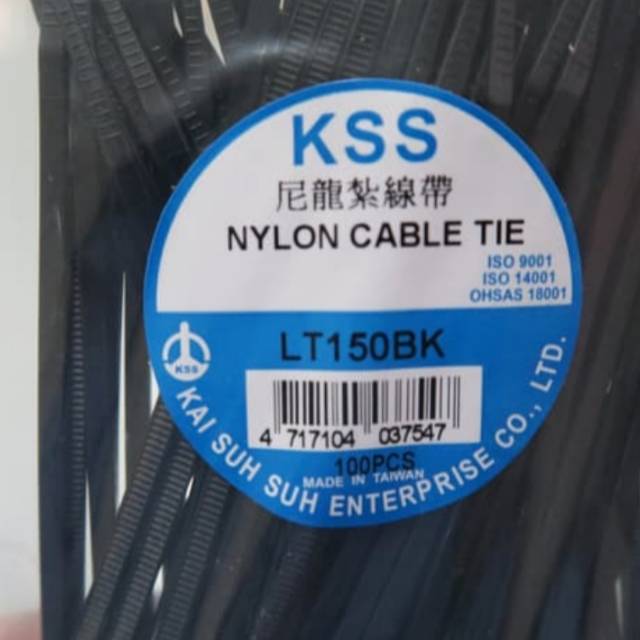 KSS
尼龍紮線帶
NYLON CABLE TIE
ISO 9001
ISO 14001
OHSAS 18001
LT150BK
KSS
4 717104 037547
100PCS
MADE IN TAIWAN
KAI SUH SUH ENTERPRISE CO., LTD.